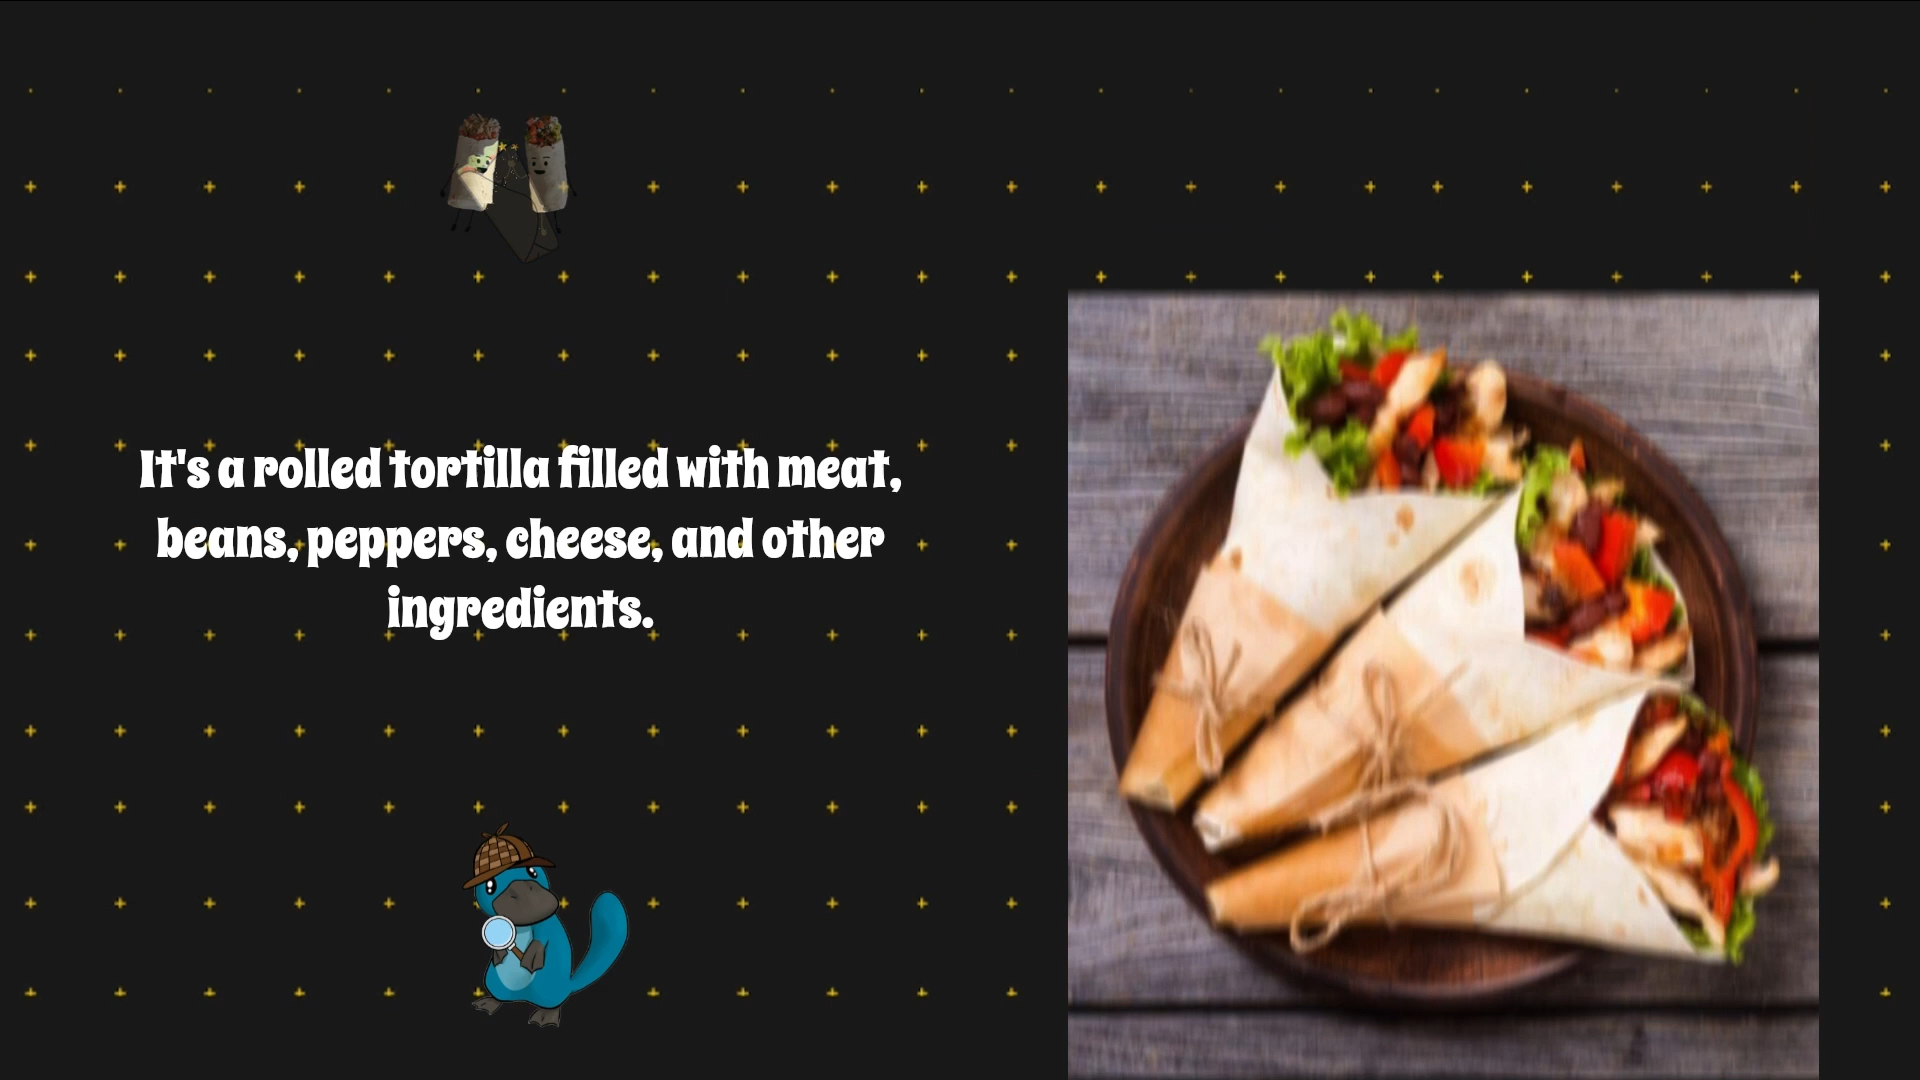 It's a rolled tortilla filled with meat,
beans, peppers, cheese, and other
ingredients.